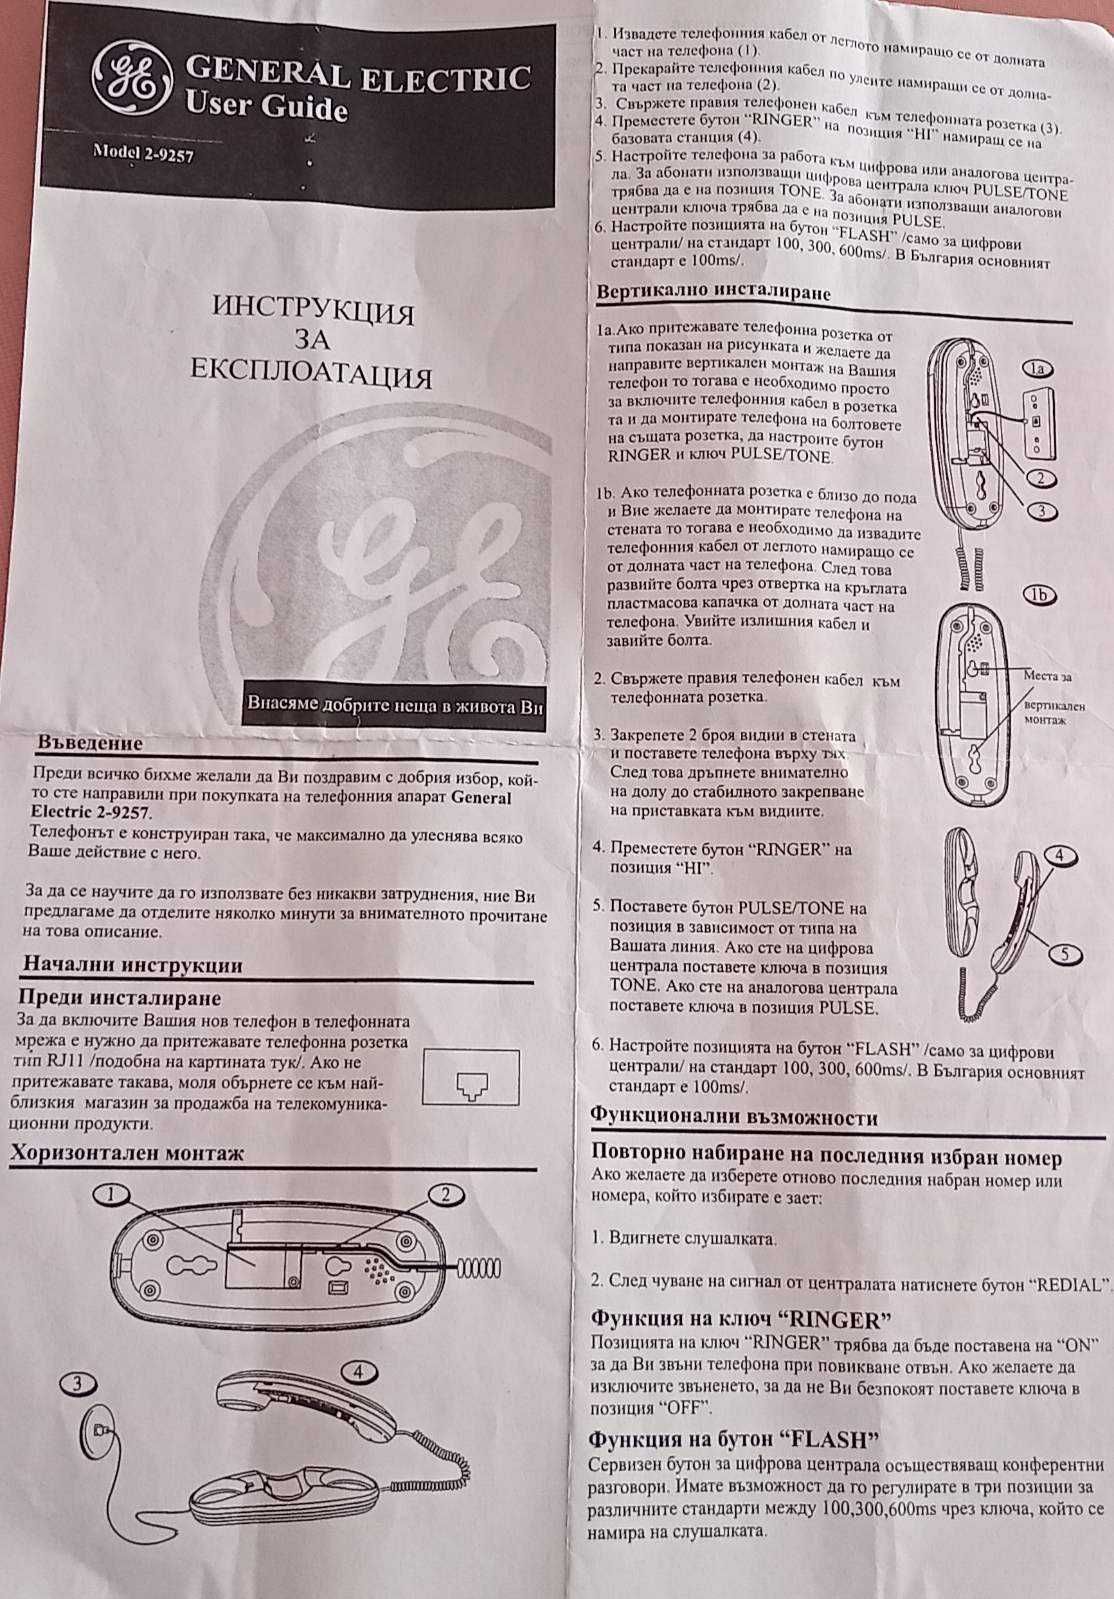 GENERAL ELECTRIC
User Guide
Model 2-9257
ИНСТРУКЦИЯ
ЗА
ЕКСПЛОАТАЦИЯ
Внасяме добрите неща в живота Ви
Въведение
Преди всичко бихме желали да Ви поздравим с добрия избор, кой-
то сте направили при покупката на телефонния апарат General
Electric 2-9257.
Телефонът е конструиран така, че максимално да улеснява всяко
Ваше действие с него.
За да се научите да го използвате без никакви затруднения, ние Ви
предлагаме да отделите няколко минути за внимателното прочитане
на това описание.
Начални инструкции
Преди инсталиране
За да включите Вашия нов телефон в телефонната
мрежа е нужно да притежавате телефонна розетка
тип RJ11 /подобна на картината тук/. Ако не
притежавате такава, моля обърнете се към най-
близкия магазин за продажба на телекомуника-
ционни продукти.
Хоризонтален монтаж
1
2
3
4
1. Извадете телефонния кабел от леглото намиращо се от долната
част на телефона (1).
2. Прекарайте телефонния кабел по улеите намиращи се от долна-
та част на телефона (2).
3. Свържете правия телефонен кабел към телефонната розетка (3).
4. Преместете бутон “RINGER” на позиция “HI” намиращ се на
базовата станция (4).
5. Настройте телефона за работа към цифрова или аналогова центра-
ла. За абонати използващи цифрова централа ключ PULSE/TONE
трябва да е на позиция TONE. За абонати използващи аналогови
централи ключа трябва да е на позиция PULSE.
6. Настройте позицията на бутон “FLASH” /само за цифрови
централи/ на стандарт 100, 300, 600ms/. В България основният
стандарт е 100ms/.
Вертикално инсталиране
1a.Ако притежавате телефонна розетка от
типа показан на рисунката и желаете да
направите вертикален монтаж на Вашия
телефон то тогава е необходимо просто
за включите телефонния кабел в розетка
та и да монтирате телефона на болтовете
на същата розетка, да настроите бутон
RINGER и ключ PULSE/TONE.
1a
2
3
1b. Ако телефонната розетка е близо до пода
и Вие желаете да монтирате телефона на
стената то тогава е необходимо да извадите
телефонния кабел от леглото намиращо се
от долната част на телефона. След това
развийте болта чрез отвертка на кръглата
пластмасова капачка от долната част на
телефона. Увийте излишния кабел и
завийте болта.
1b
Места за
вертикален
монтаж
2. Свържете правия телефонен кабел към
телефонната розетка.
3. Закрепете 2 броя видии в стената
и поставете телефона върху тях
След това дръпнете внимателно
на долу до стабилното закрепване
на приставката към видиите.
4. Преместете бутон “RINGER” на
позиция “HI”.
5. Поставете бутон PULSE/TONE на
позиция в зависимост от типа на
Вашата линия. Ако сте на цифрова
централа поставете ключа в позиция
TONE. Ако сте на аналогова централа
поставете ключа в позиция PULSE.
4
5
6. Настройте позицията на бутон “FLASH” /само за цифрови
централи/ на стандарт 100, 300, 600ms/. В България основният
стандарт е 100ms/.
Функционални възможности
Повторно набиране на последния избран номер
Ако желаете да изберете отново последния набран номер или
номера, който избирате е зает:
1. Вдигнете слушалката.
2. След чуване на сигнал от централата натиснете бутон “REDIAL”.
Функция на ключ “RINGER”
Позицията на ключ “RINGER” трябва да бъде поставена на “ON”
за да Ви звъни телефона при повикване отвън. Ако желаете да
изключите звъненето, за да не Ви безпокоят поставете ключа в
позиция “OFF”.
Функция на бутон “FLASH”
Сервизен бутон за цифрова централа осъществяващ конферентни
разговори. Имате възможност да го регулирате в три позиции за
различните стандарти между 100,300,600ms чрез ключа, който се
намира на слушалката.